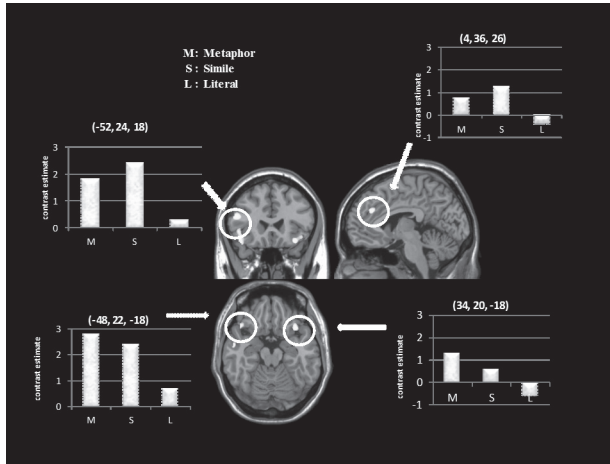 M: Metaphor
S : Simile
L : Literal
(4, 36, 26)
contrast estimate
3
2
1
0
-1
M S L
(-52,24, 18)
contrast estimate
3
2
1
0
M S L
(-48,22, -18)
contrast estimate
3
2
1
0
M S L
(34, 20, -18)
contrast estimate
3
2
1
0
-1
M S L